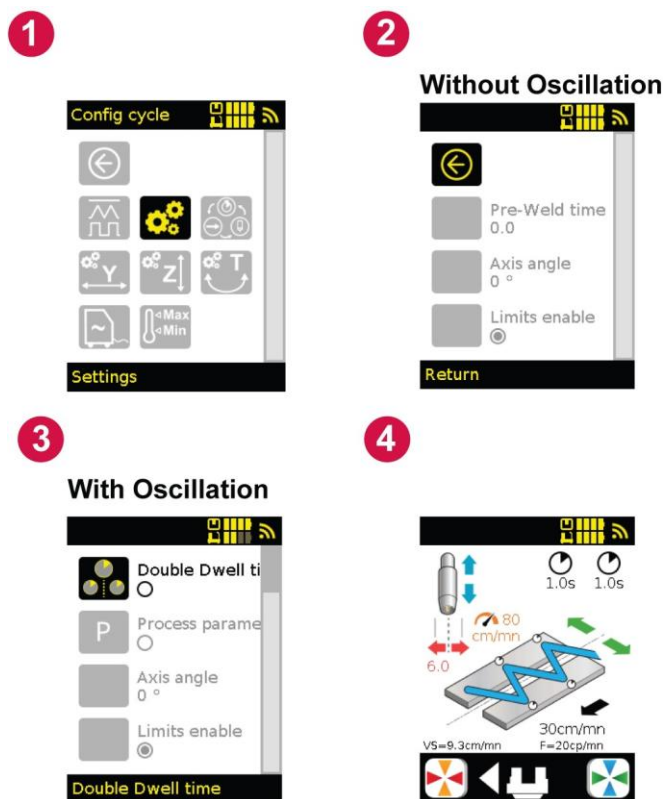 1
Config cycle
Y
Z
T
Max
Min
Settings
2
Without Oscillation
Pre-Weld time
0.0
Axis angle
0 °
Limits enable
Return
3
With Oscillation
Double Dwell ti
P
Process parame
Axis angle
0 °
Limits enable
Double Dwell time
4
1.0s 1.0s
80
cm/mn
6.0
30cm/mn
VS=9.3cm/mn F=20cp/mn